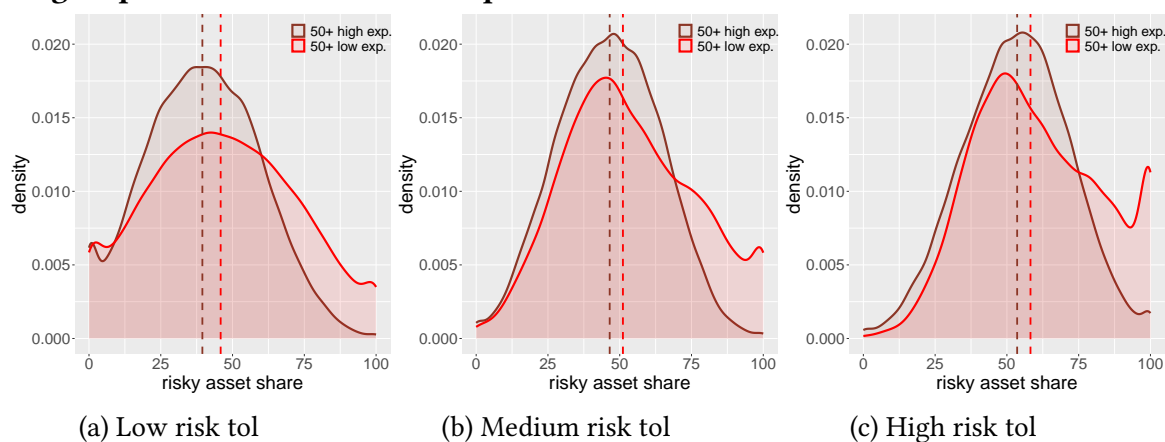 50+ high exp.
50+ low exp.
0.020
0.015
0.010
0.005
0.000
density
0 25 50 75 100
risky asset share
(a) Low risk tol
50+ high exp.
50+ low exp.
0.020
0.015
0.010
0.005
0.000
density
0 25 50 75 100
risky asset share
(b) Medium risk tol
50+ high exp.
50+ low exp.
0.020
0.015
0.010
0.005
0.000
density
0 25 50 75 100
risky asset share
(c) High risk tol